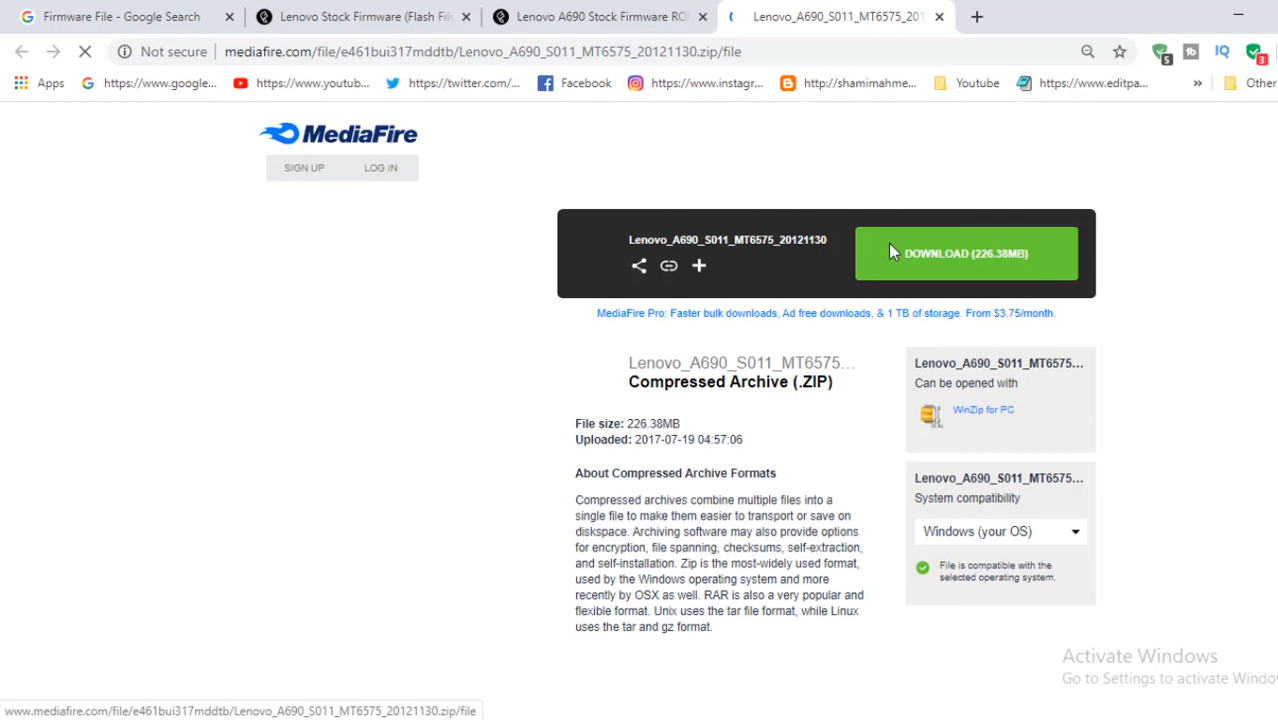 Firmware File - Google Search
Lenovo Stock Firmware (Flash Fil
Lenovo A690 Stock Firmware RO
Lenovo_A690_S011_MT6575_201
Not secure
mediafire.com/file/e461bui317mddtb/Lenovo_A690_S011_MT6575_20121130.zip/file
5
IQ
3
Apps
https://www.google...
https://www.youtub...
https://twitter.com/...
Facebook
https://www.instagr...
http://shamimahme...
Youtube
https://www.editpa...
»
Other
MediaFire
SIGN UP
LOG IN
Lenovo_A690_S011_MT6575_20121130
DOWNLOAD (226.38MB)
MediaFire Pro: Faster bulk downloads, Ad free downloads, & 1 TB of storage. From $3.75/month.
Lenovo_A690_S011_MT6575...
Compressed Archive (.ZIP)
File size: 226.38MB
Uploaded: 2017-07-19 04:57:06
About Compressed Archive Formats
Compressed archives combine multiple files into a
single file to make them easier to transport or save on
diskspace. Archiving software may also provide options
for encryption, file spanning, checksums, self-extraction,
and self-installation. Zip is the most-widely used format,
used by the Windows operating system and more
recently by OSX as well. RAR is also a very popular and
flexible format. Unix uses the tar file format, while Linux
uses the tar and gz format.
Lenovo_A690_S011_MT6575...
Can be opened with
WinZip for PC
Lenovo_A690_S011_MT6575...
System compatibility
Windows (your OS)
File is compatible with the
selected operating system.
Activate Windows
Go to Settings to activate Windo
www.mediafire.com/file/e461bui317mddtb/Lenovo_A690_S011_MT6575_20121130.zip/file